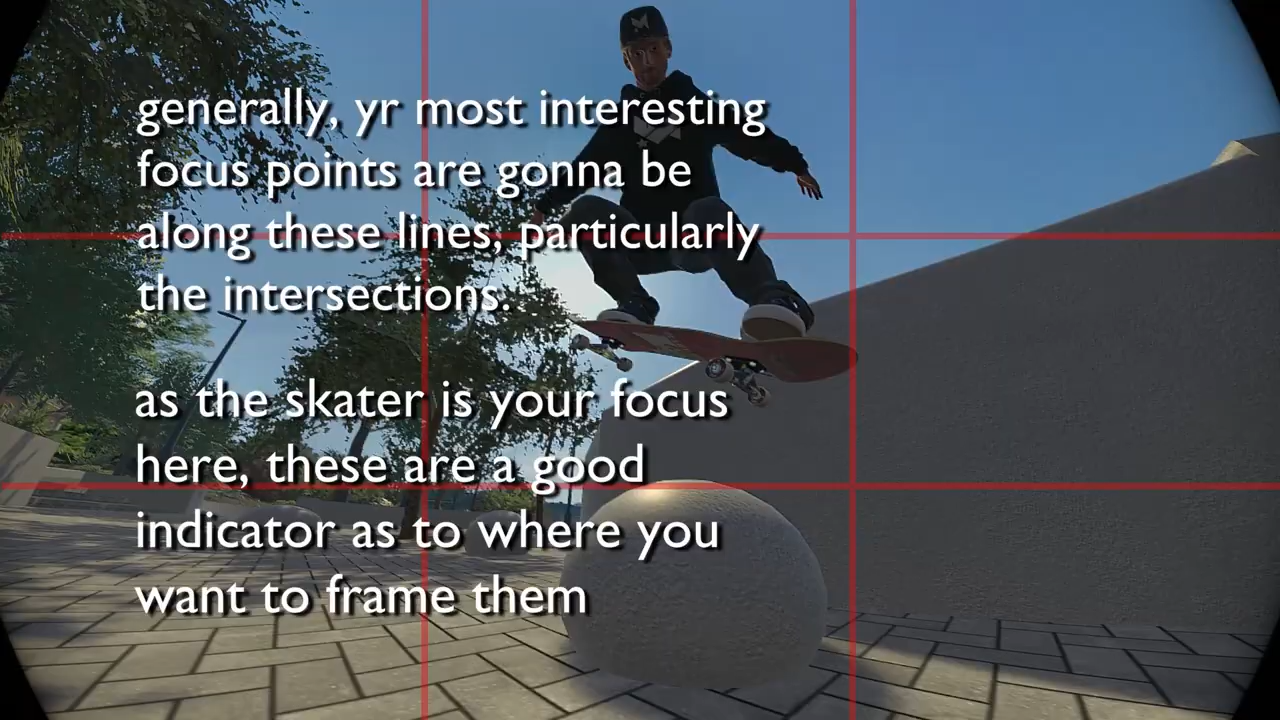 generally, yr most interesting
focus points are gonna be
along these lines, particularly
the intersections.
as the skater is your focus
here, these are a good
indicator as to where you
want to frame them